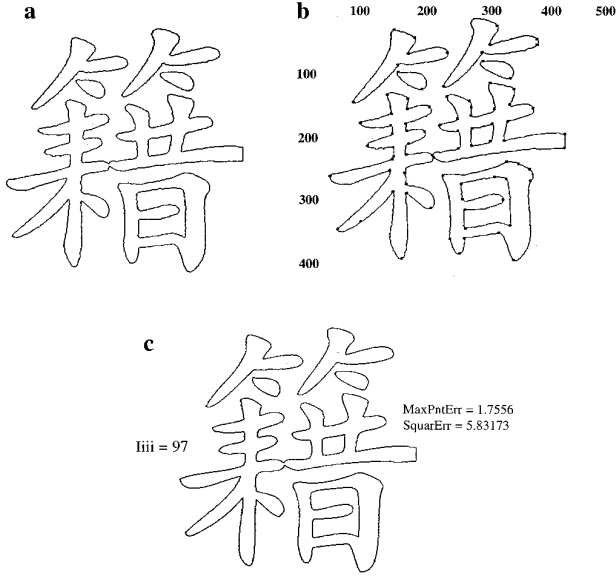 a
籍
b
100 200 300 400 500
100
200
300
400
籍
c
籍
Iiii = 97
MaxPntErr = 1.7556
SquarErr = 5.83173